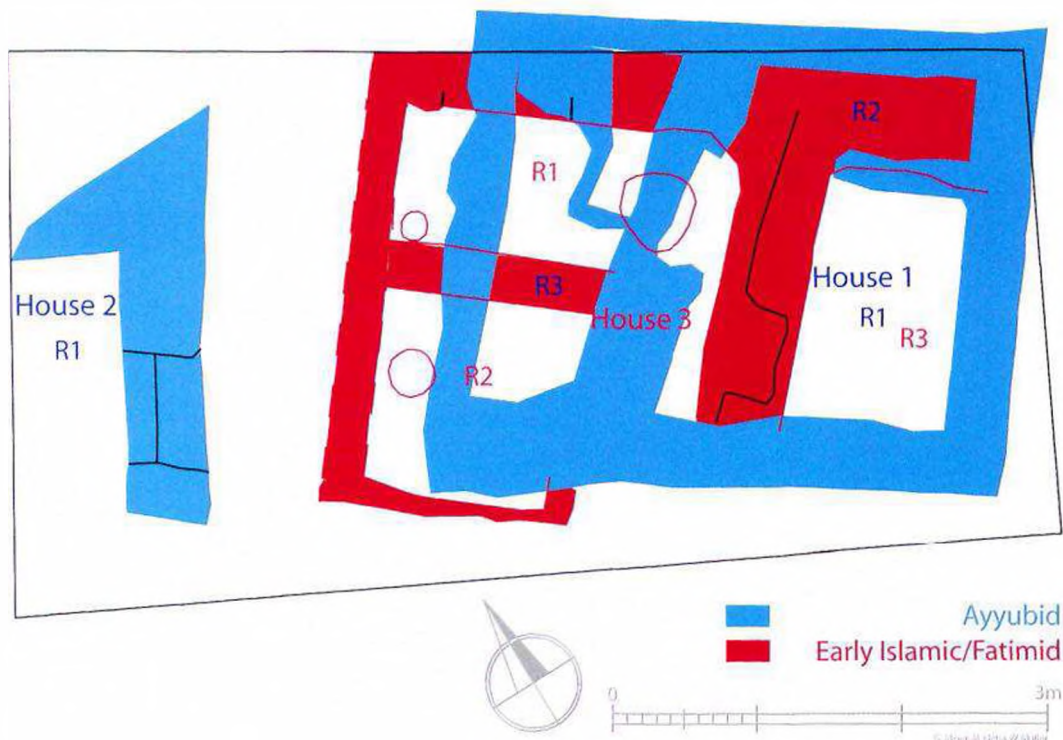 R2
R1
House 2
R1
R3
House 1
R1
R3
House 3
R2
Ayyubid
Early Islamic/Fatimid
0
3m